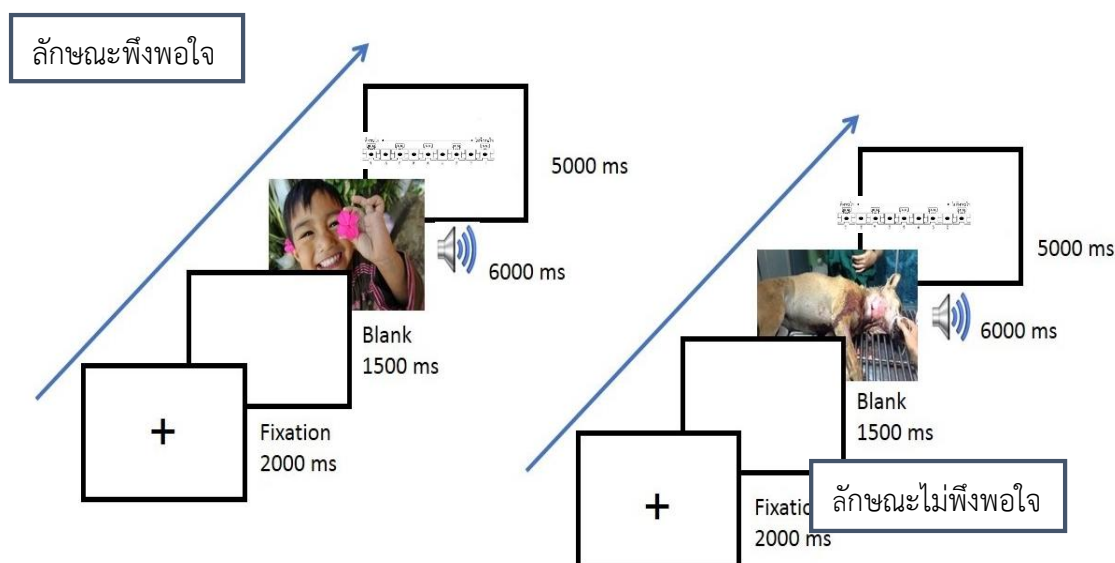 ลักษณะพึงพอใจ
5000 ms
6000 ms
Blank
1500 ms
+
Fixation
2000 ms
5000 ms
6000 ms
Blank
1500 ms
+
2000 ms
ลักษณะไม่พึงพอใจ